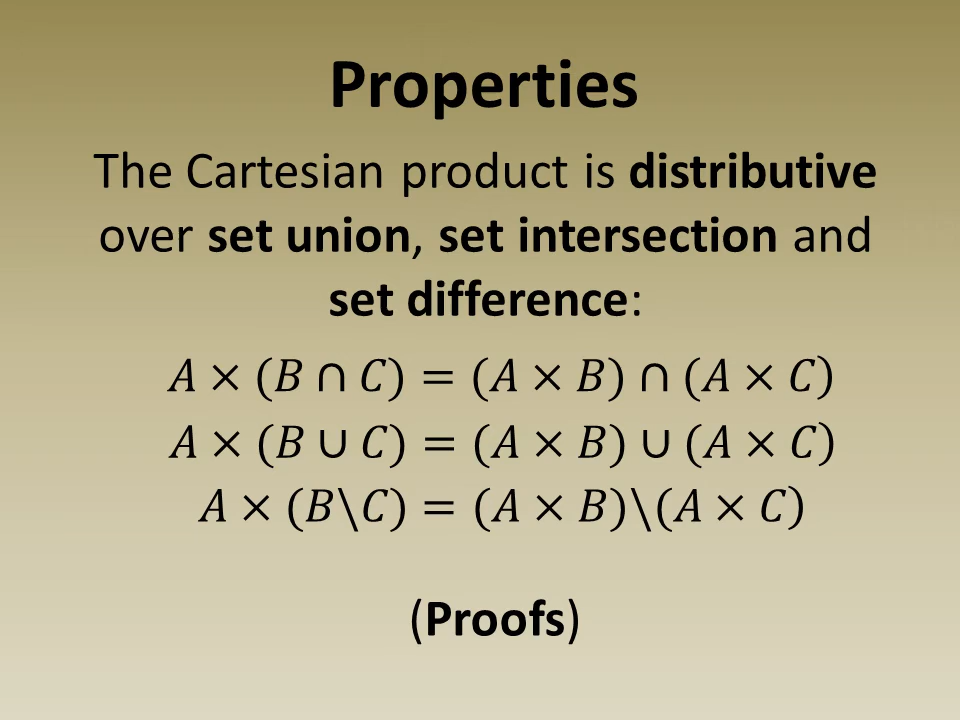 Properties
The Cartesian product is distributive
over set union, set intersection and
set difference:
𝐴 × (𝐵 ∩ 𝐶) = (𝐴 × 𝐵) ∩ (𝐴 × 𝐶)
𝐴 × (𝐵 ∪ 𝐶) = (𝐴 × 𝐵) ∪ (𝐴 × 𝐶)
𝐴 × (𝐵\𝐶) = (𝐴 × 𝐵)\(𝐴 × 𝐶)
(Proofs)